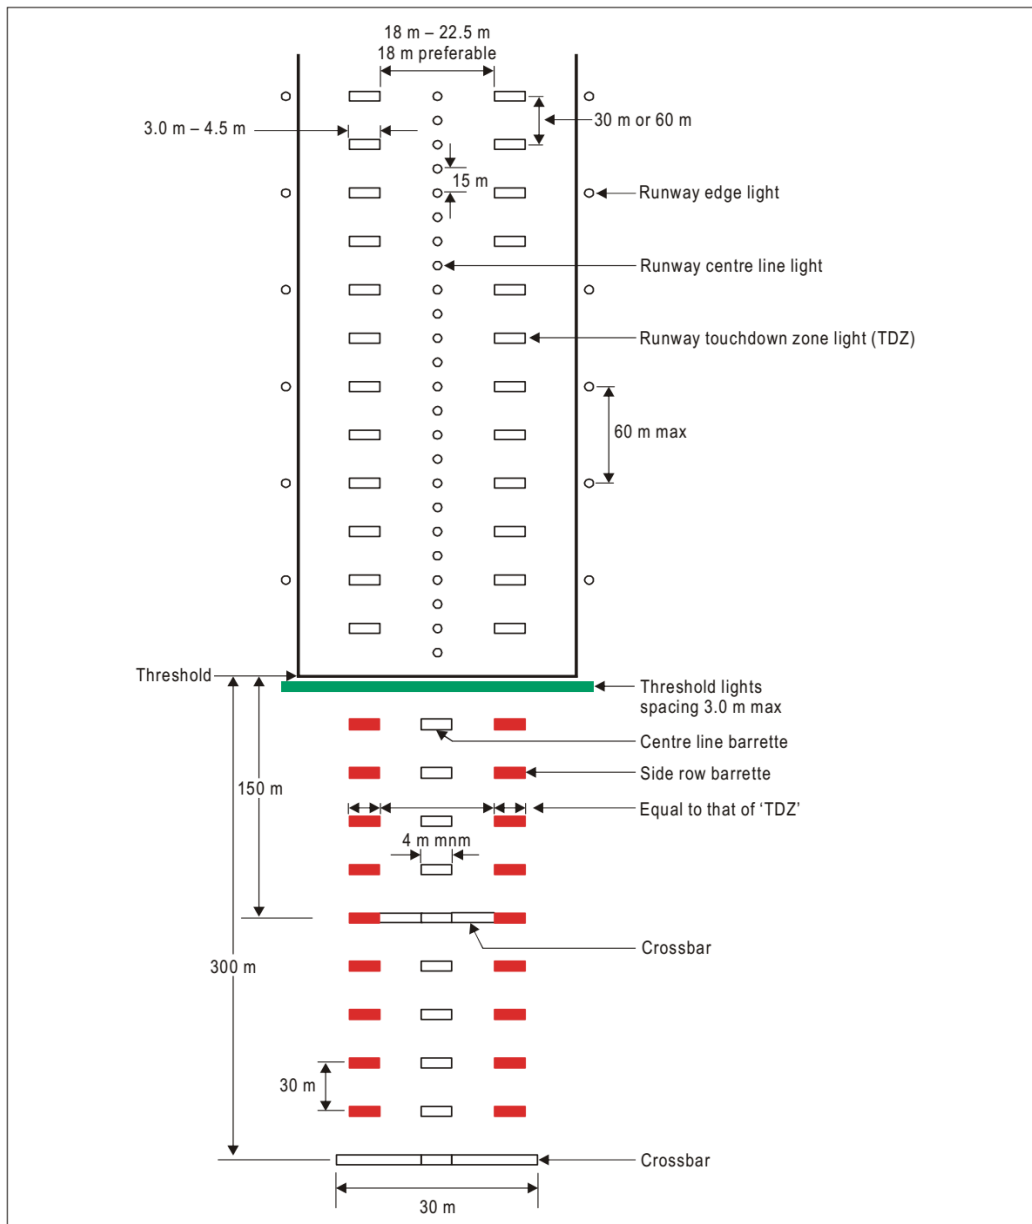 18 m – 22.5 m
18 m preferable
3.0 m – 4.5 m
30 m or 60 m
15 m
Runway edge light
Runway centre line light
Runway touchdown zone light (TDZ)
60 m max
Threshold
Threshold lights
spacing 3.0 m max
Centre line barrette
Side row barrette
150 m
Equal to that of ‘TDZ’
4 m mnm
Crossbar
300 m
30 m
Crossbar
30 m